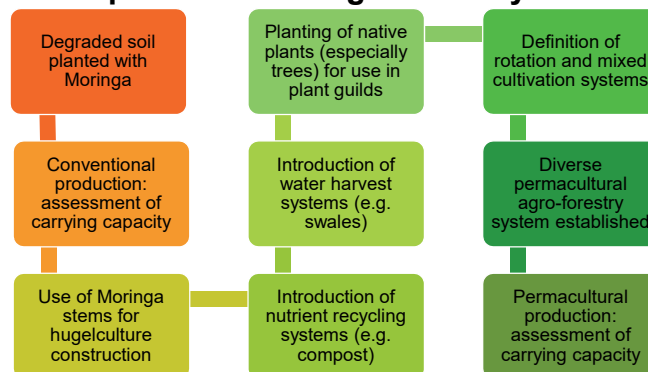 Degraded soil
planted with
Moringa
Conventional
production:
assessment of
carrying capacity
Use of Moringa
stems for
hugelculture
construction
Introduction of
nutrient recycling
systems (e.g.
compost)
Introduction of
water harvest
systems (e.g.
swales)
Planting of native
plants (especially
trees) for use in
plant guilds
Definition of
rotation and mixed
cultivation systems
Diverse
permacultural
agro-forestry
system established
Permacultural
production:
assessment of
carrying capacity